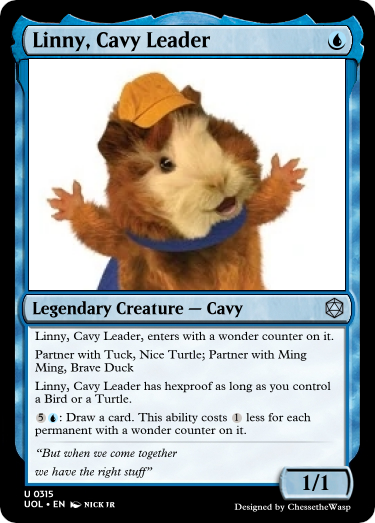 Linny, Cavy Leader
Legendary Creature — Cavy
Linny, Cavy Leader, enters with a wonder counter on it.
Partner with Tuck, Nice Turtle; Partner with Ming
Ming, Brave Duck
Linny, Cavy Leader has hexproof as long as you control
a Bird or a Turtle.
5: Draw a card. This ability costs 1 less for each
permanent with a wonder counter on it.
“But when we come together
we have the right stuff”
1/1
U 0315
UOL • EN NICK JR
Designed by ChessetheWasp